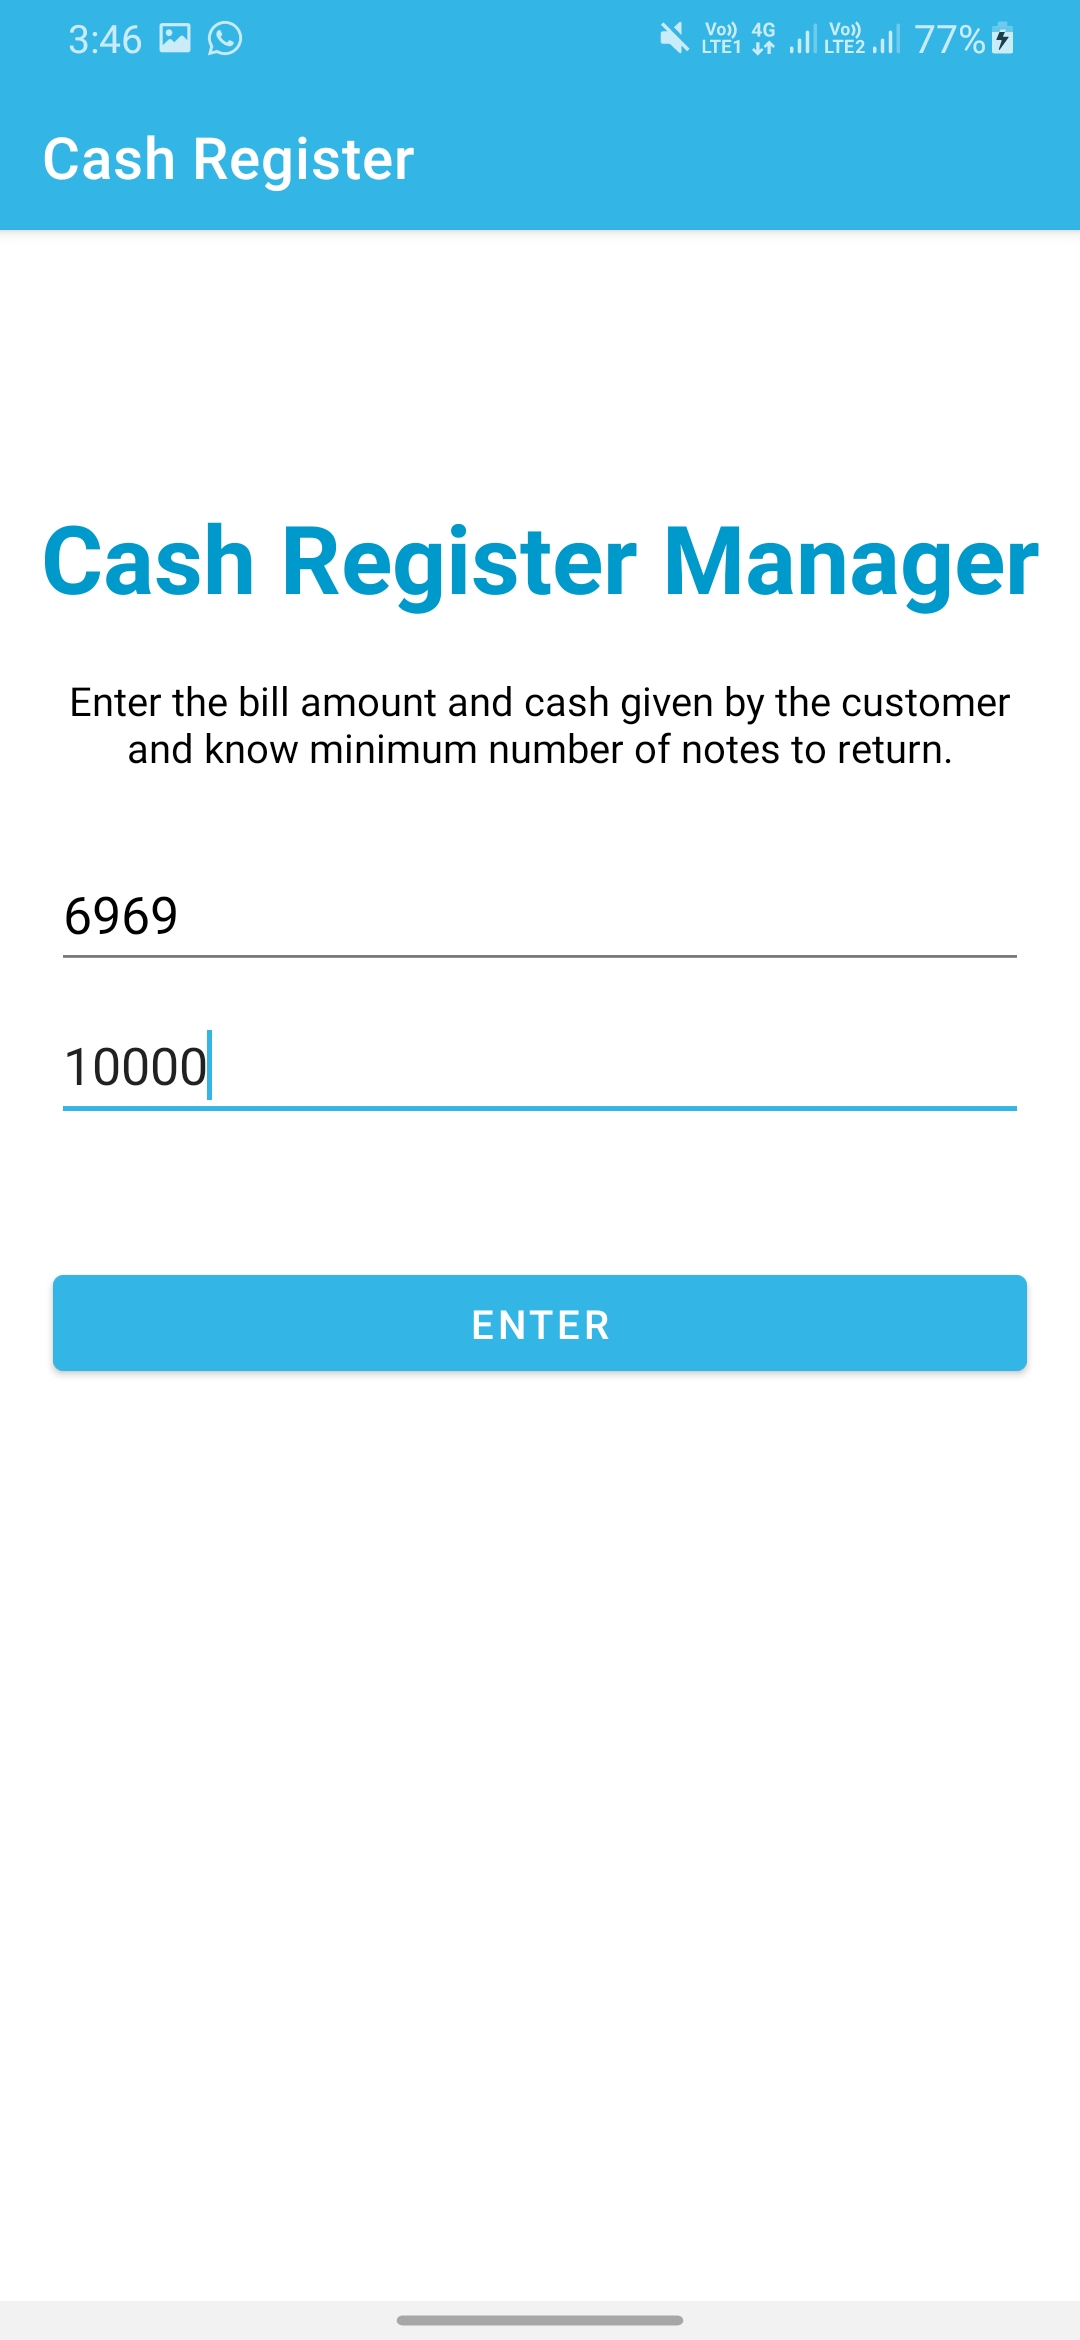 3:46 Vo)) LTE1 4G Vo)) LTE2 77%
Cash Register
Cash Register Manager
Enter the bill amount and cash given by the customer
and know minimum number of notes to return.
6969
10000
ENTER